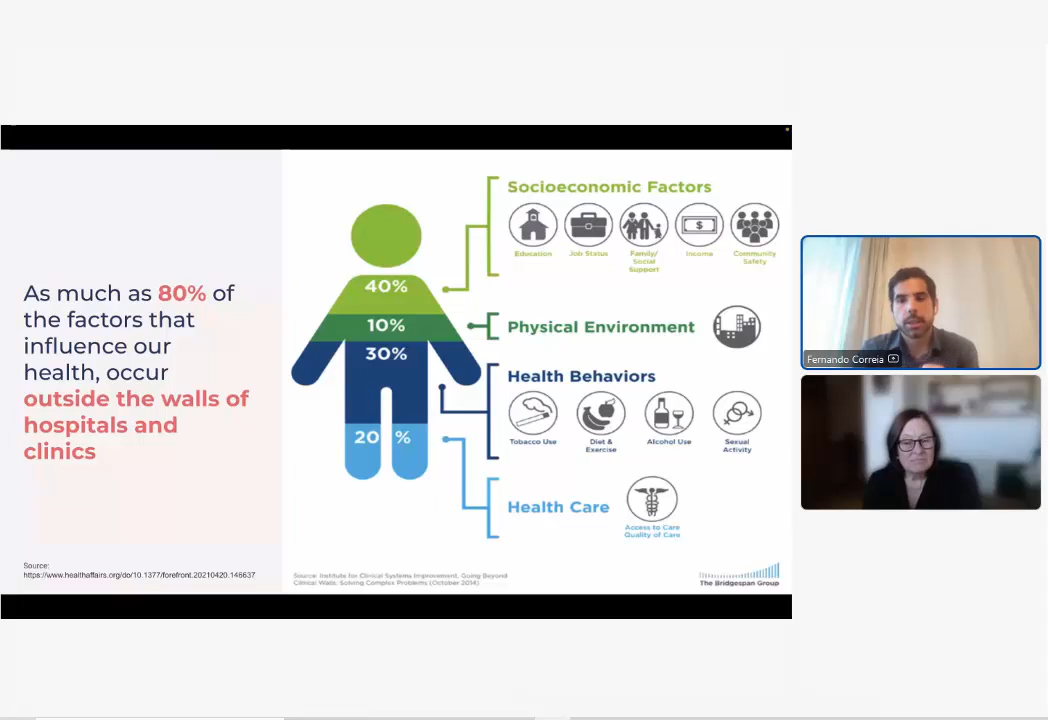 As much as 80% of
the factors that
influence our
health, occur
outside the walls of
hospitals and
clinics
Source:
https://www.healthaffairs.org/do/10.1377/forefront.20210420.146637
40%
10%
30%
20 %
Socioeconomic Factors
Education
Job Status
Family/
Social
Support
Income
Community
Safety
Physical Environment
Health Behaviors
Tobacco Use
Diet &
Exercise
Alcohol Use
Sexual
Activity
Health Care
Access to Care
Quality of Care
Source: Institute for Clinical Systems Improvement, Going Beyond
Clinical Walls: Solving Complex Problems (October 2014)
The Bridgespan Group
Fernando Correia